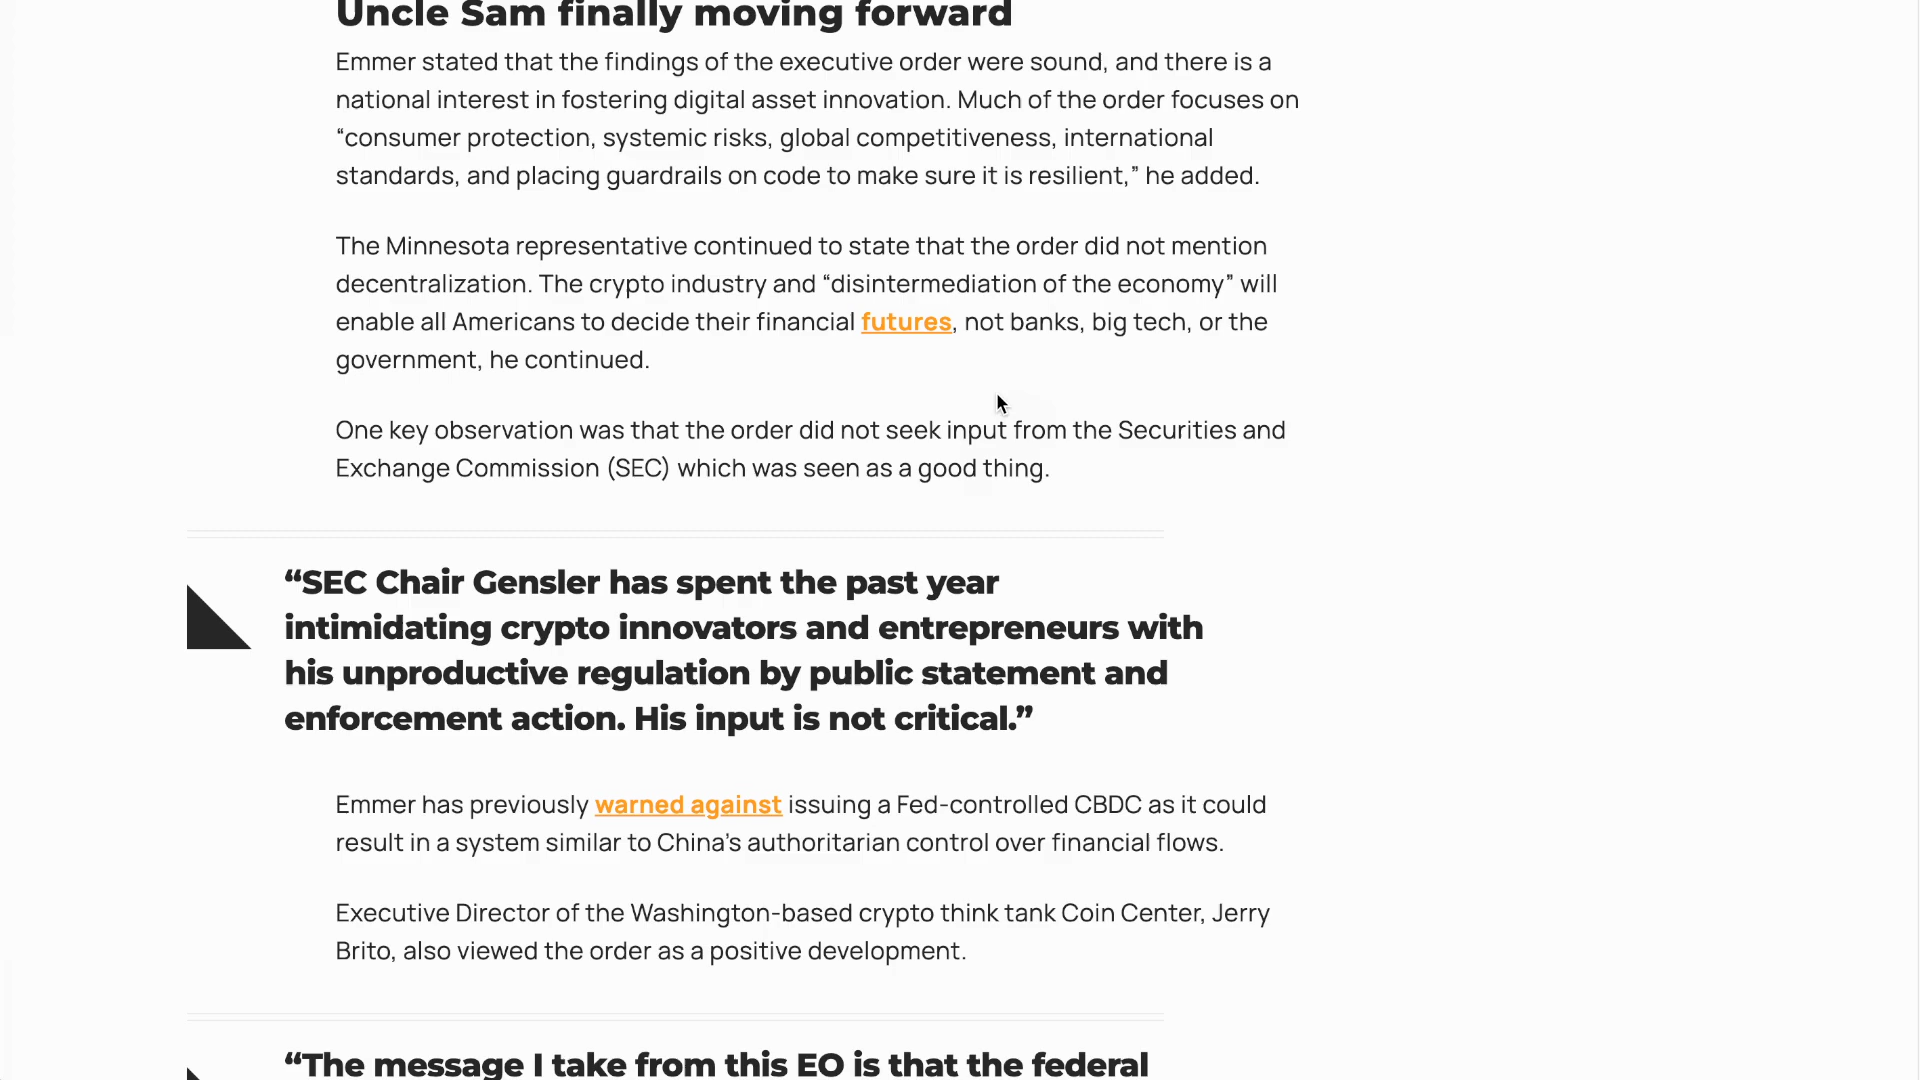 Uncle Sam finally moving forward
Emmer stated that the findings of the executive order were sound, and there is a
national interest in fostering digital asset innovation. Much of the order focuses on
“consumer protection, systemic risks, global competitiveness, international
standards, and placing guardrails on code to make sure it is resilient,” he added.
The Minnesota representative continued to state that the order did not mention
decentralization. The crypto industry and “disintermediation of the economy” will
enable all Americans to decide their financial futures, not banks, big tech, or the
government, he continued.
One key observation was that the order did not seek input from the Securities and
Exchange Commission (SEC) which was seen as a good thing.
“SEC Chair Gensler has spent the past year
intimidating crypto innovators and entrepreneurs with
his unproductive regulation by public statement and
enforcement action. His input is not critical.”
Emmer has previously warned against issuing a Fed-controlled CBDC as it could
result in a system similar to China’s authoritarian control over financial flows.
Executive Director of the Washington-based crypto think tank Coin Center, Jerry
Brito, also viewed the order as a positive development.
“The message I take from this EO is that the federal